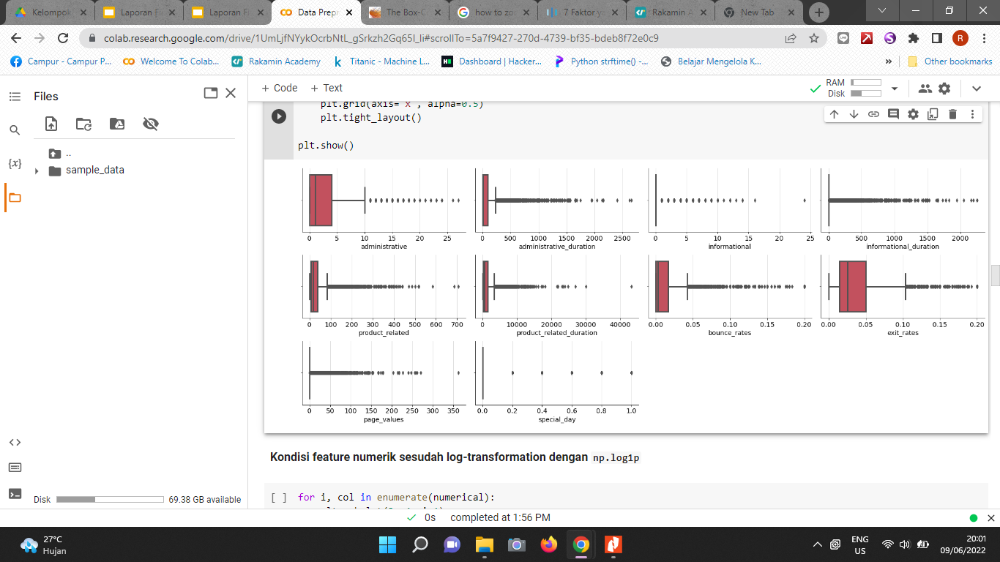 Kelompok
Laporan F
Laporan F
Data Prepr
The Box-C
how to zo
7 Faktor ya
Rakamin A
New Tab
colab.research.google.com/drive/1UmLjfNYykOcrbNtL_gSrkzh2Gq65I_Ii#scrollTo=5a7f9427-270d-4739-bf35-bdeb8f72e0c9
R
Campur - Campur P...
Welcome To Colab...
Rakamin Academy
Titanic - Machine L...
Dashboard | Hacker...
Python strftime() -...
Belajar Mengelola K...
»
Other bookmarks
Files
+ Code + Text
RAM
Disk
..
sample_data
{x}
plt.grid(axis='x', alpha=0.5)
plt.tight_layout()
plt.show()
0 5 10 15 20 25
administrative
0 500 1000 1500 2000 2500
administrative_duration
0 5 10 15 20 25
informational
0 500 1000 1500 2000
informational_duration
0 100 200 300 400 500 600 700
product_related
0 10000 20000 30000 40000
product_related_duration
0.00 0.05 0.10 0.15 0.20
bounce_rates
0.00 0.05 0.10 0.15 0.20
exit_rates
0 50 100 150 200 250 300 350
page_values
0.0 0.2 0.4 0.6 0.8 1.0
special_day
Kondisi feature numerik sesudah log-transformation dengan np.log1p
[ ] for i, col in enumerate(numerical):
Disk
69.38 GB available
0s completed at 1:56 PM
27°C
Hujan
ENG
US
20:01
09/06/2022